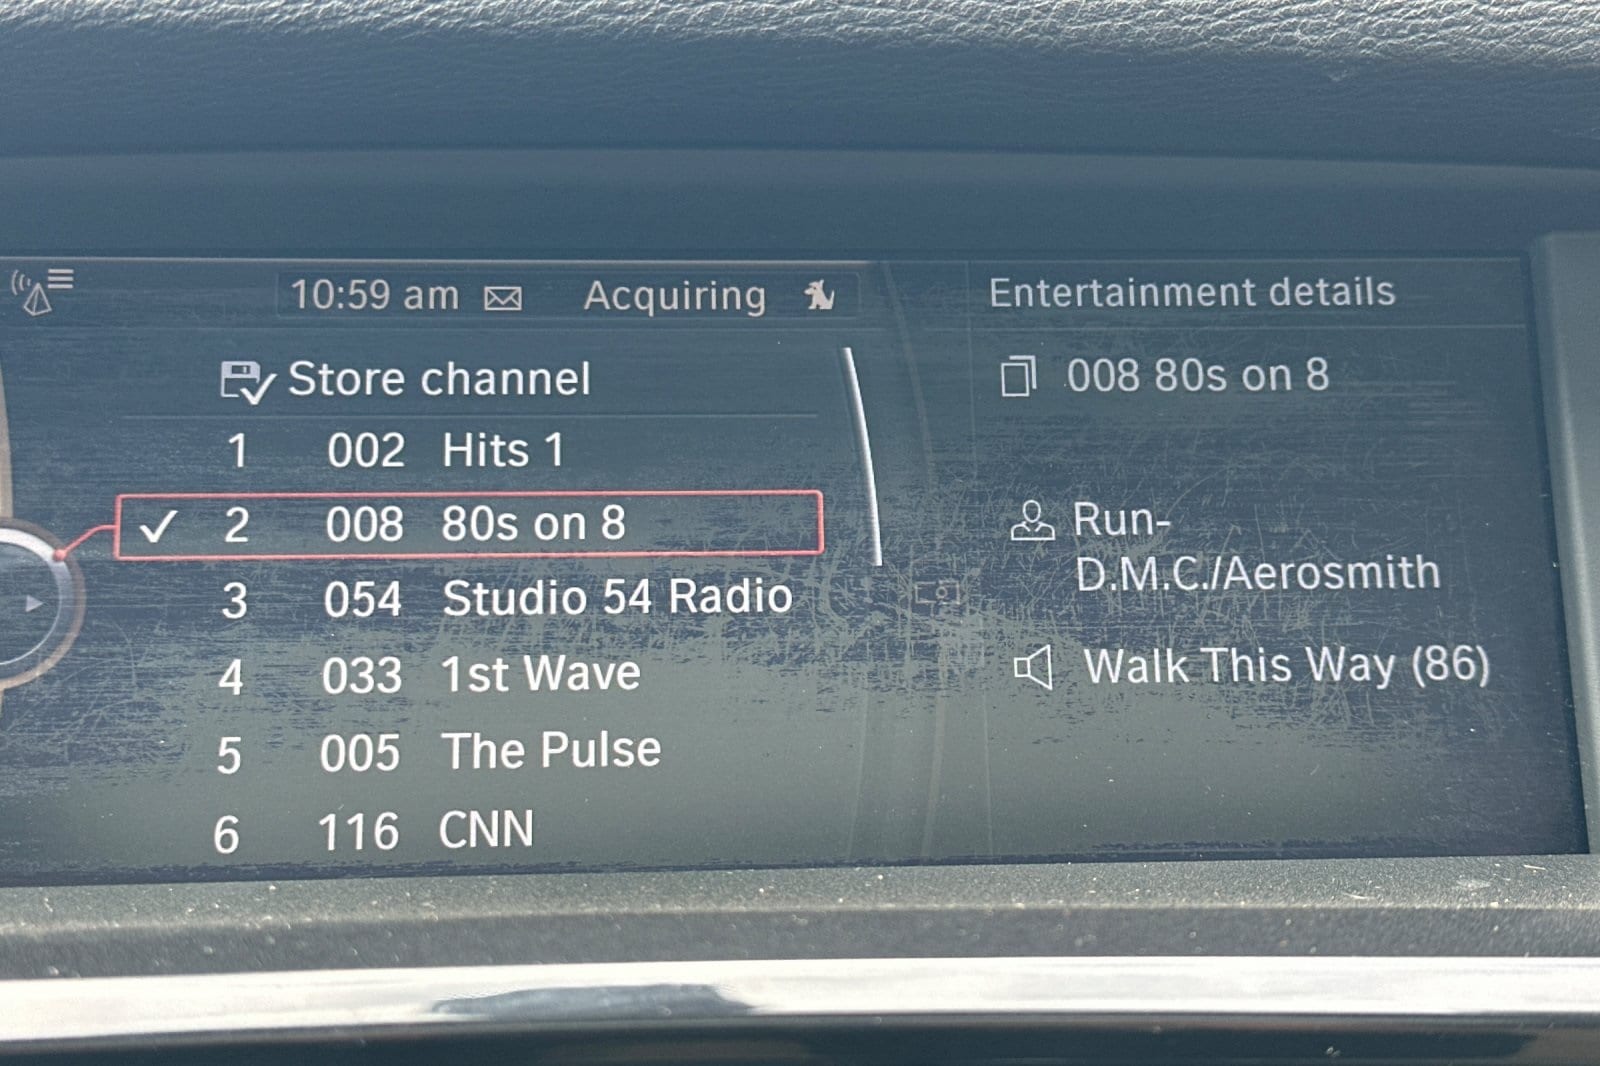 10:59 am Acquiring
Store channel
1 002 Hits 1
2 008 80s on 8
3 054 Studio 54 Radio
4 033 1st Wave
5 005 The Pulse
6 116 CNN
Entertainment details
008 80s on 8
Run-
D.M.C./Aerosmith
Walk This Way (86)